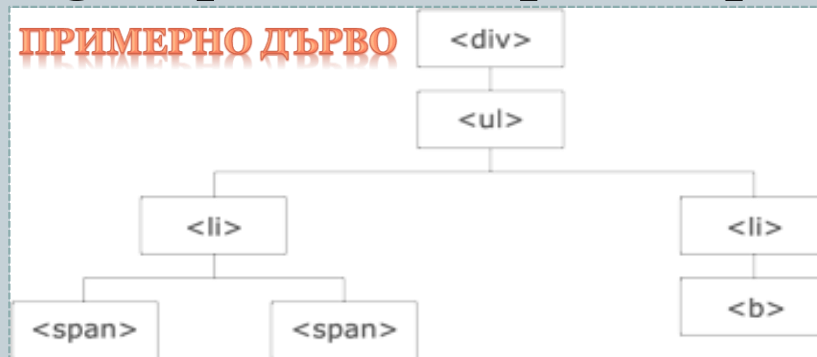 ПРИМЕРНО ДЪРВО
<div>
<ul>
<li> <li>
<span> <span> <b>